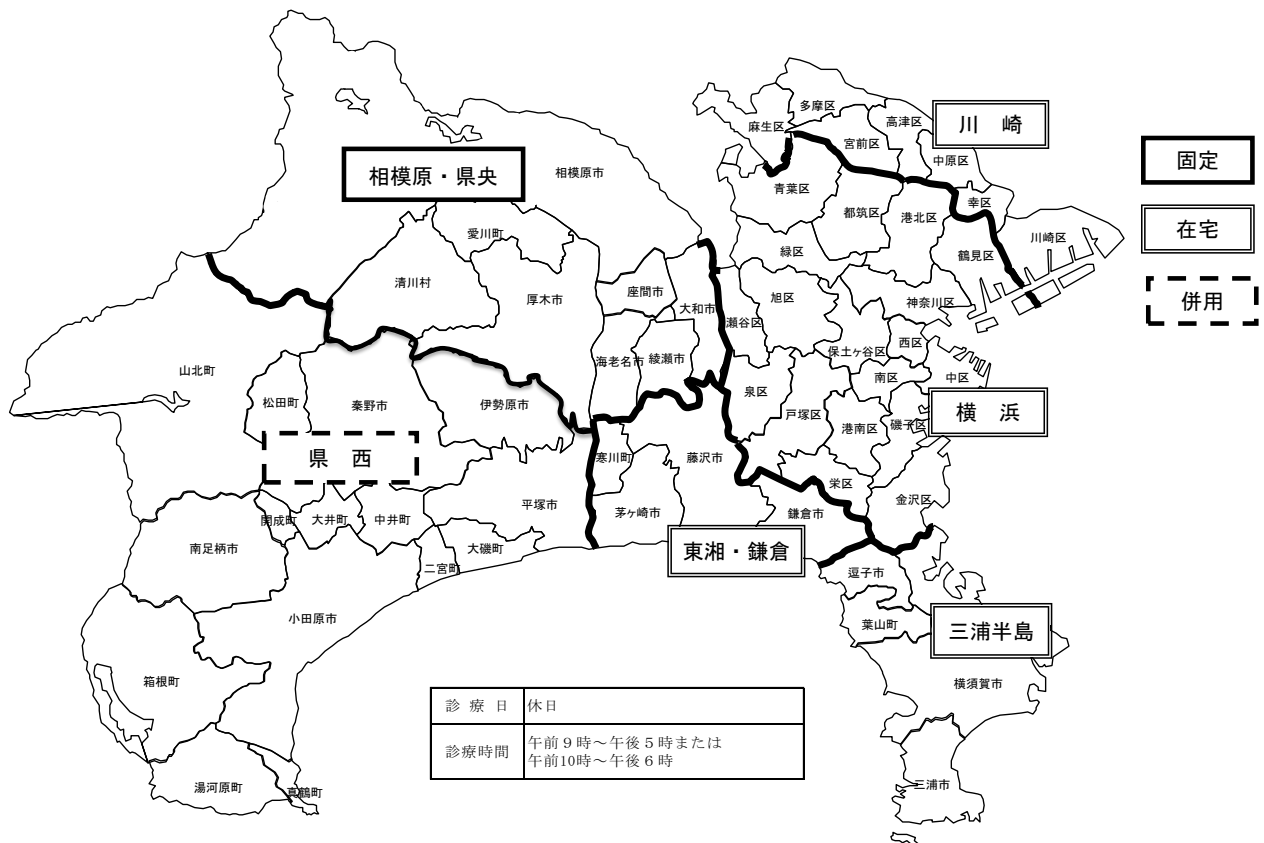 多摩区
麻生区
高津区
川　崎
宮前区
中原区
固定
相模原・県央
相模原市
青葉区
幸区
都筑区
港北区
在宅
愛川町
川崎区
緑区
鶴見区
清川村
座間市
厚木市
旭区
神奈川区
併用
大和市
瀬谷区
西区
保土ヶ谷区
海老名市
綾瀬市
山北町
南区
中区
泉区
松田町
秦野市
伊勢原市
戸塚区
横　浜
港南区
磯子区
県　西
寒川町
藤沢市
栄区
金沢区
平塚市
茅ヶ崎市
鎌倉市
開成町
大井町
中井町
南足柄市
大磯町
東湘・鎌倉
二宮町
逗子市
小田原市
葉山町
三浦半島
箱根町
横須賀市
診 療 日
休日
診療時間
午前９時～午後５時または
午前10時～午後６時
湯河原町
真鶴町
三浦市